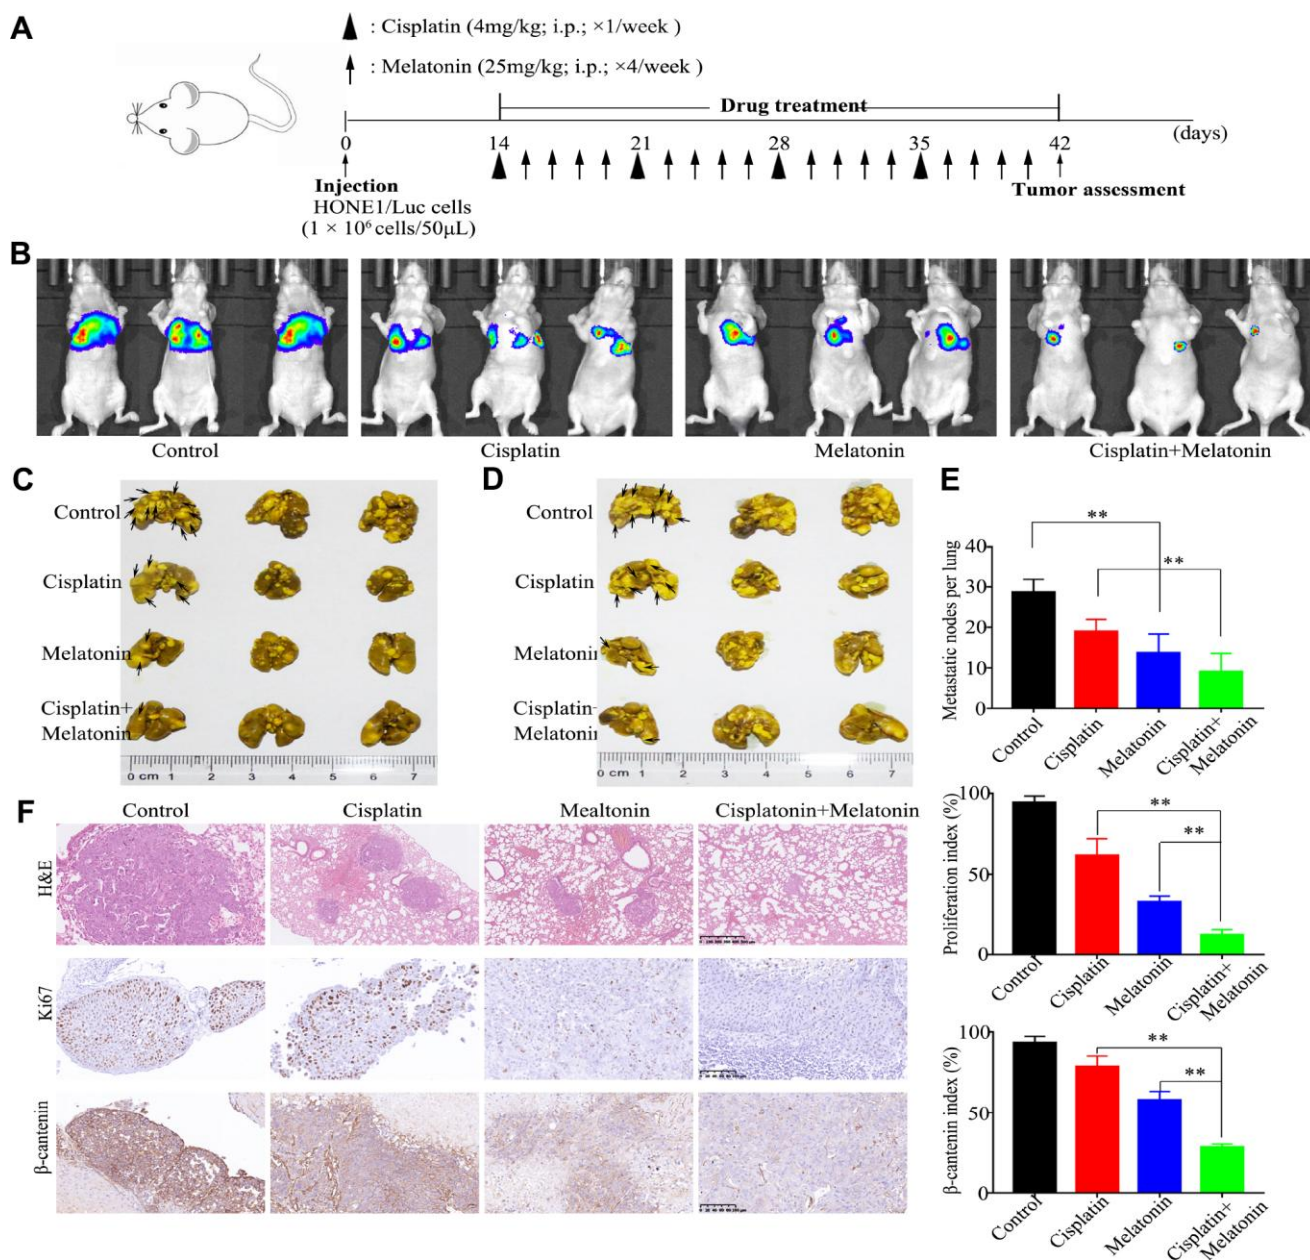 A
: Cisplatin (4mg/kg; i.p.; ×1/week )
: Melatonin (25mg/kg; i.p.; ×4/week )
Drug treatment
0 14 21 28 35 42 (days)
Injection
HONE1/Luc cells
(1 × 10⁶ cells/50μL)
Tumor assessment
B
Control Cisplatin Melatonin Cisplatin+Melatonin
C
Control
Cisplatin
Melatonin
Cisplatin+
Melatonin
0 cm 1 2 3 4 5 6 7
D
Control
Cisplatin
Melatonin
Cisplatin+
Melatonin
0 cm 1 2 3 4 5 6 7
E
**
**
Metastatic nodes per lung
40
30
20
10
0
Control
Cisplatin
Melatonin
Cisplatin+
Melatonin
**
**
Proliferation index (%)
100
50
0
Control
Cisplatin
Melatonin
Cisplatin+
Melatonin
**
**
β-cantenin index (%)
100
50
0
Control
Cisplatin
Melatonin
Cisplatin+
Melatonin
F
Control Cisplatin Mealtonin Cisplatonin+Melatonin
H&E
Ki67
β-cantenin